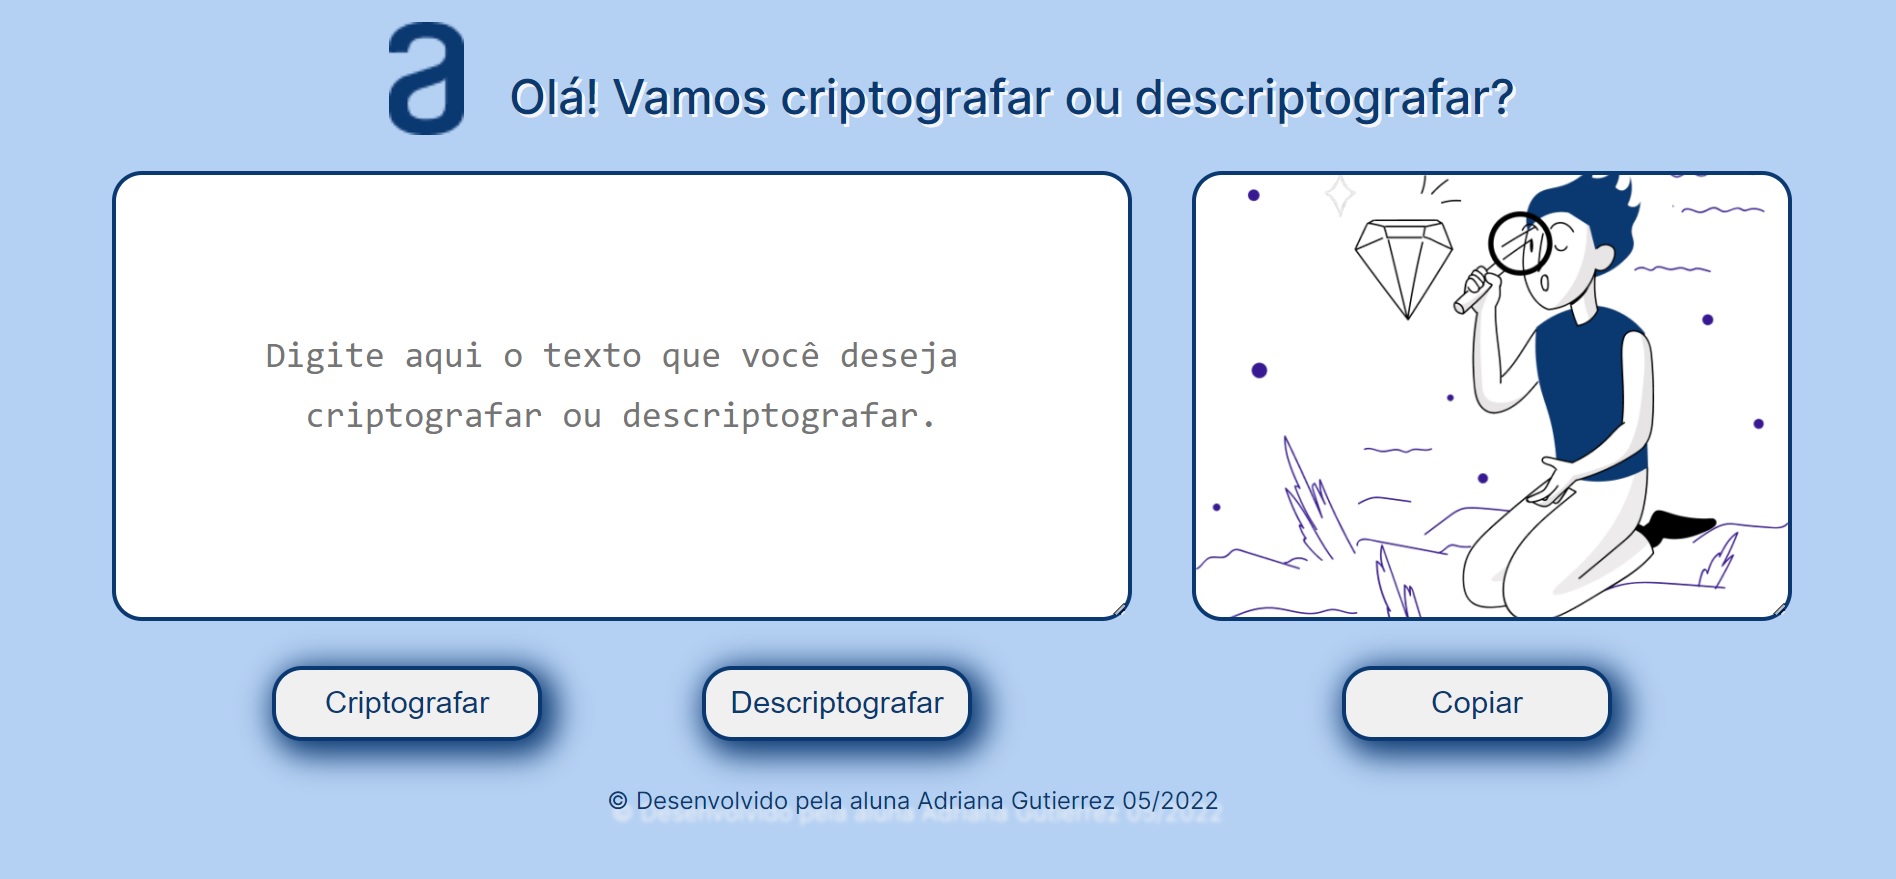 a
Olá! Vamos criptografar ou descriptografar?
Digite aqui o texto que você deseja
criptografar ou descriptografar.
Criptografar
Descriptografar
Copiar
© Desenvolvido pela aluna Adriana Gutierrez 05/2022